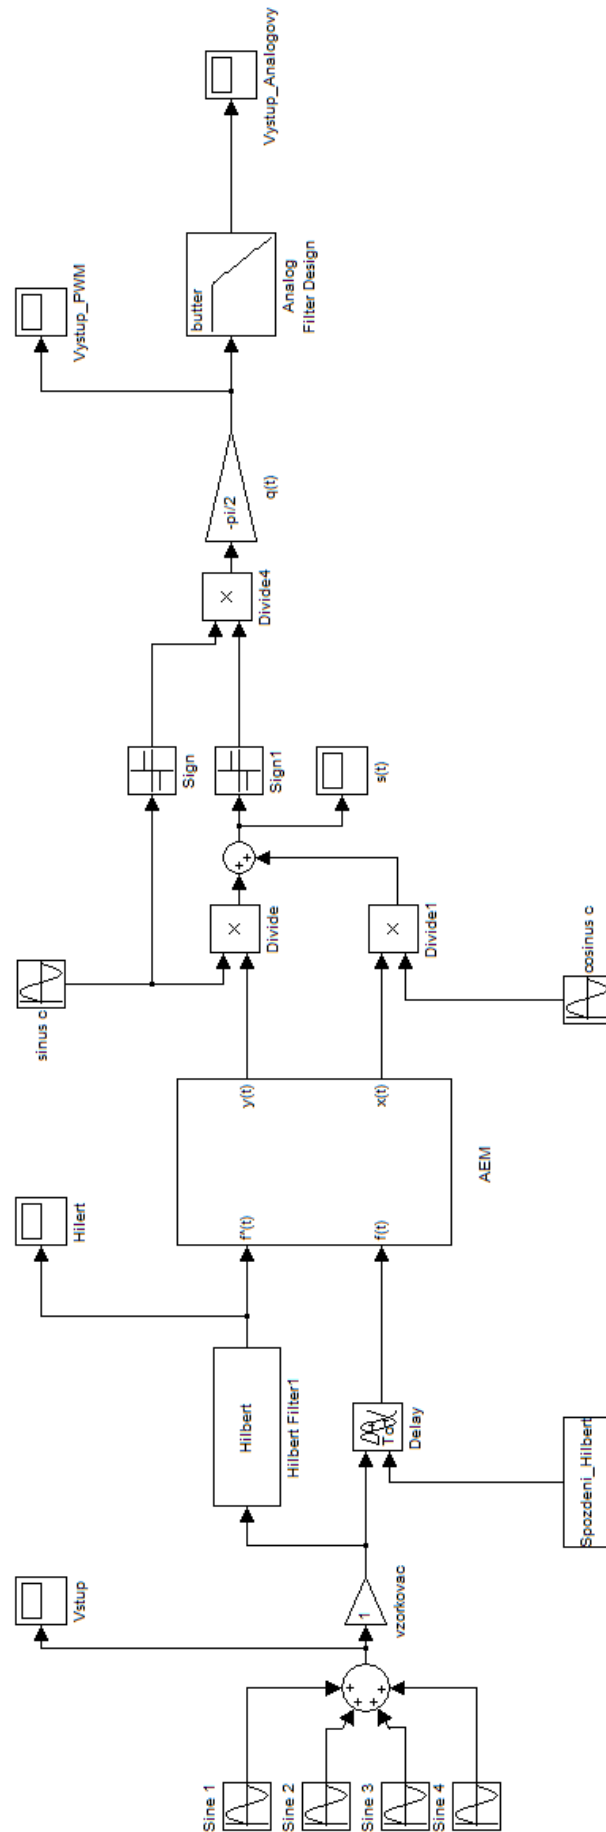 Sine 1
Sine 2
Sine 3
Sine 4
Vstup
1
vzorkovac
Hilbert
Hilbert Filter1
Hilert
To
Delay
Spozdeni_Hilbert
f^(t)
f(t)
y(t)
x(t)
AEM
sinus c
cosinus c
×
Divide
×
Divide1
Sign
Sign1
s(t)
×
Divide4
-pi/2
q(t)
Vystup_PWM
butter
Analog
Filter Design
Vystup_Analogovy